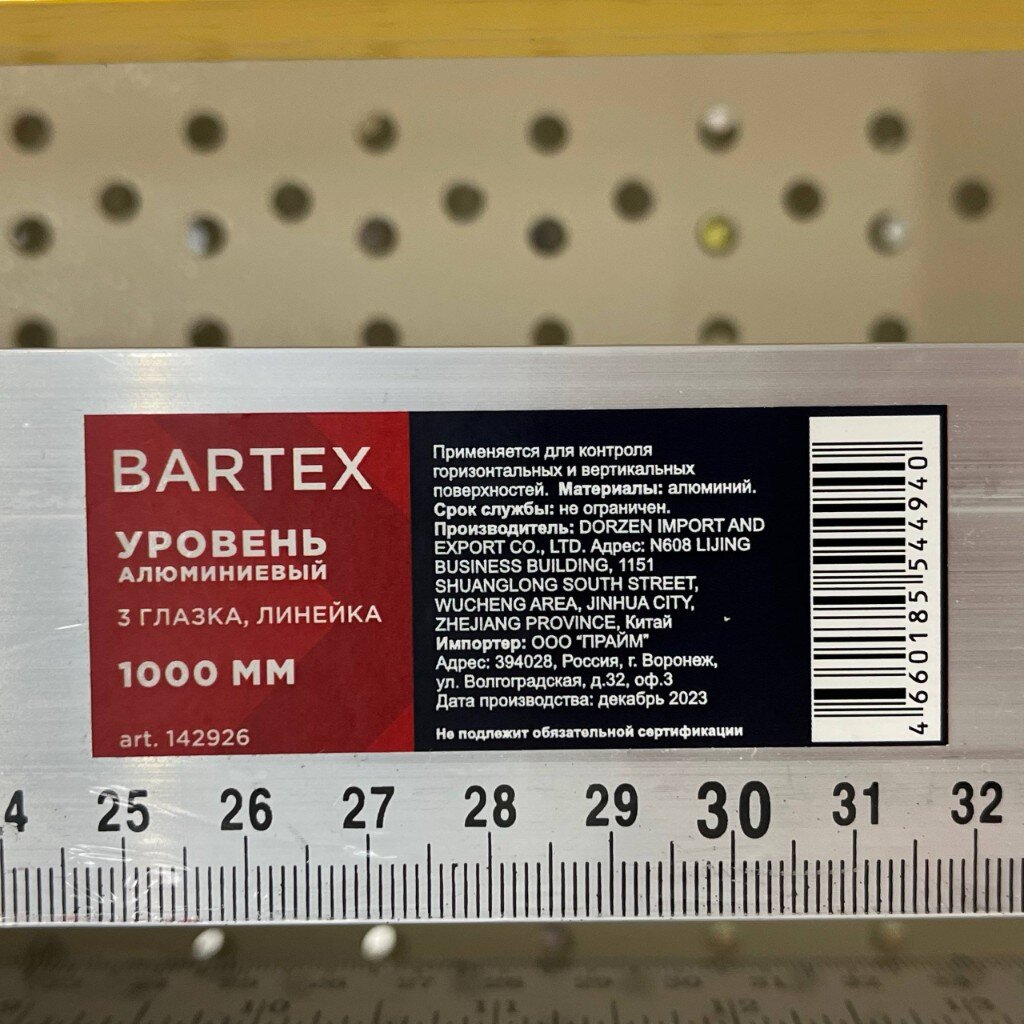 BARTEX
УРОВЕНЬ
АЛЮМИНИЕВЫЙ
3 ГЛАЗКА, ЛИНЕЙКА
1000 ММ
art. 142926
Применяется для контроля
горизонтальных и вертикальных
поверхностей. Материалы: алюминий.
Срок службы: не ограничен.
Производитель: DORZEN IMPORT AND
EXPORT CO., LTD. Адрес: N608 LIJING
BUSINESS BUILDING, 1151
SHUANGLONG SOUTH STREET,
WUCHENG AREA, JINHUA CITY,
ZHEJIANG PROVINCE, Китай
Импортер: ООО "ПРАЙМ"
Адрес: 394028, Россия, г. Воронеж,
ул. Волгоградская, д.32, оф.3
Дата производства: декабрь 2023
Не подлежит обязательной сертификации
4660185544940
4 25 26 27 28 29 30 31 32